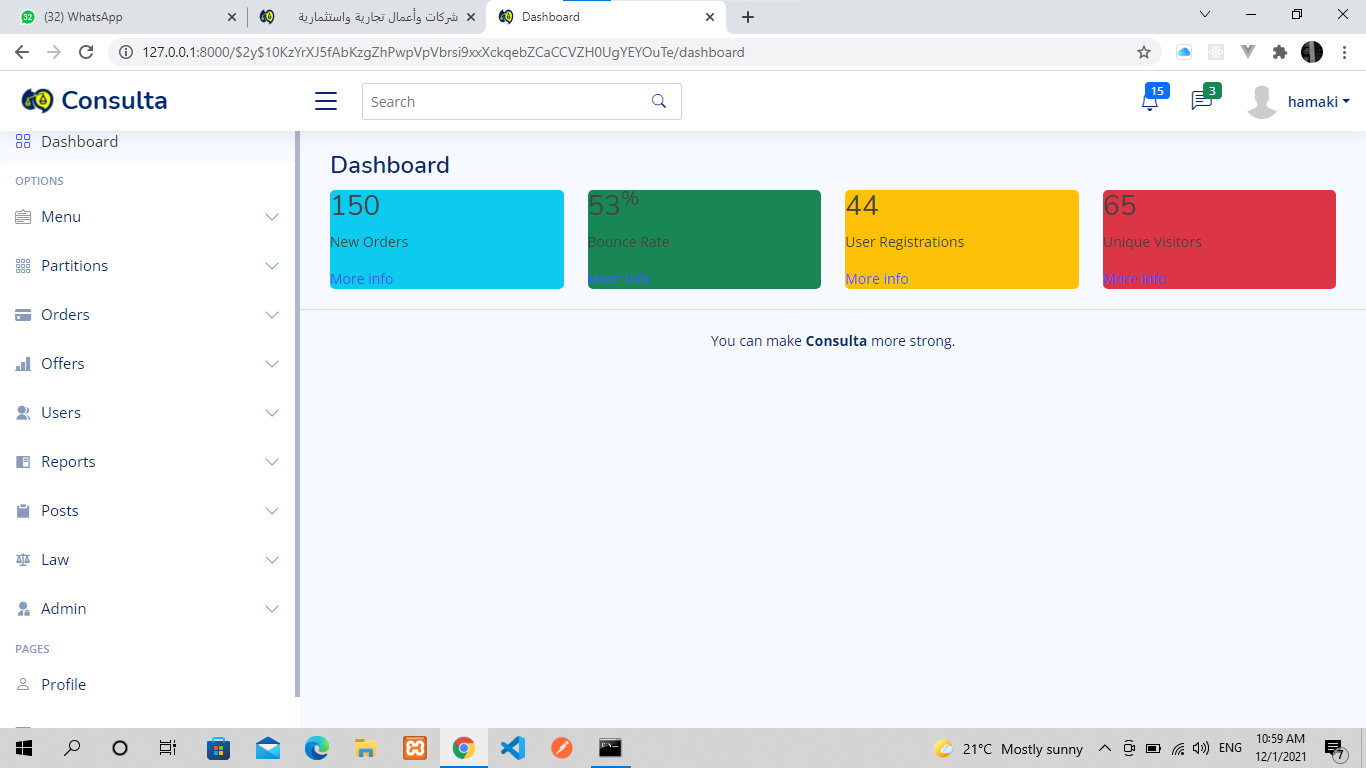 (32) WhatsApp
شركات وأعمال تجارية واستثمارية
Dashboard
127.0.0.1:8000/$2y$10KzYrXJ5fAbKzgZhPwpVpVbrsi9xxXckqebZCaCCVZH0UgYEYOuTe/dashboard
Consulta
Search
15
3
hamaki
Dashboard
OPTIONS
Menu
Partitions
Orders
Offers
Users
Reports
Posts
Law
Admin
PAGES
Profile
Dashboard
150
New Orders
More info
53%
Bounce Rate
More info
44
User Registrations
More info
65
Unique Visitors
More info
You can make Consulta more strong.
21°C Mostly sunny
ENG
10:59 AM
12/1/2021
7